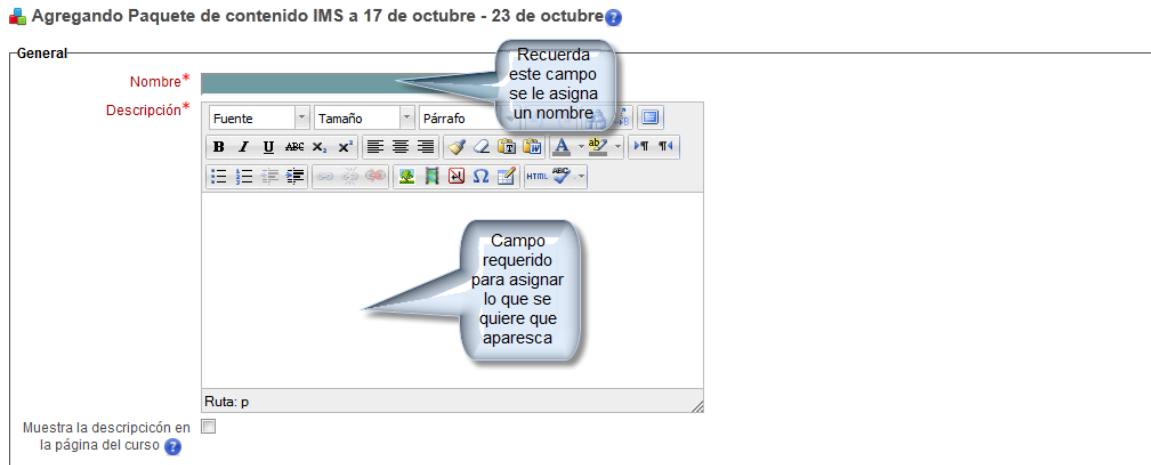 Agregando Paquete de contenido IMS a 17 de octubre - 23 de octubre
General
Nombre*
Recuerda
este campo
se le asigna
un nombre
Descripción*
Fuente Tamaño Párrafo
B I U ABC X₂ X² A ab
HTML ABC
Campo
requerido
para asignar
lo que se
quiere que
aparesca
Ruta: p
Muestra la descripcicón en
la página del curso